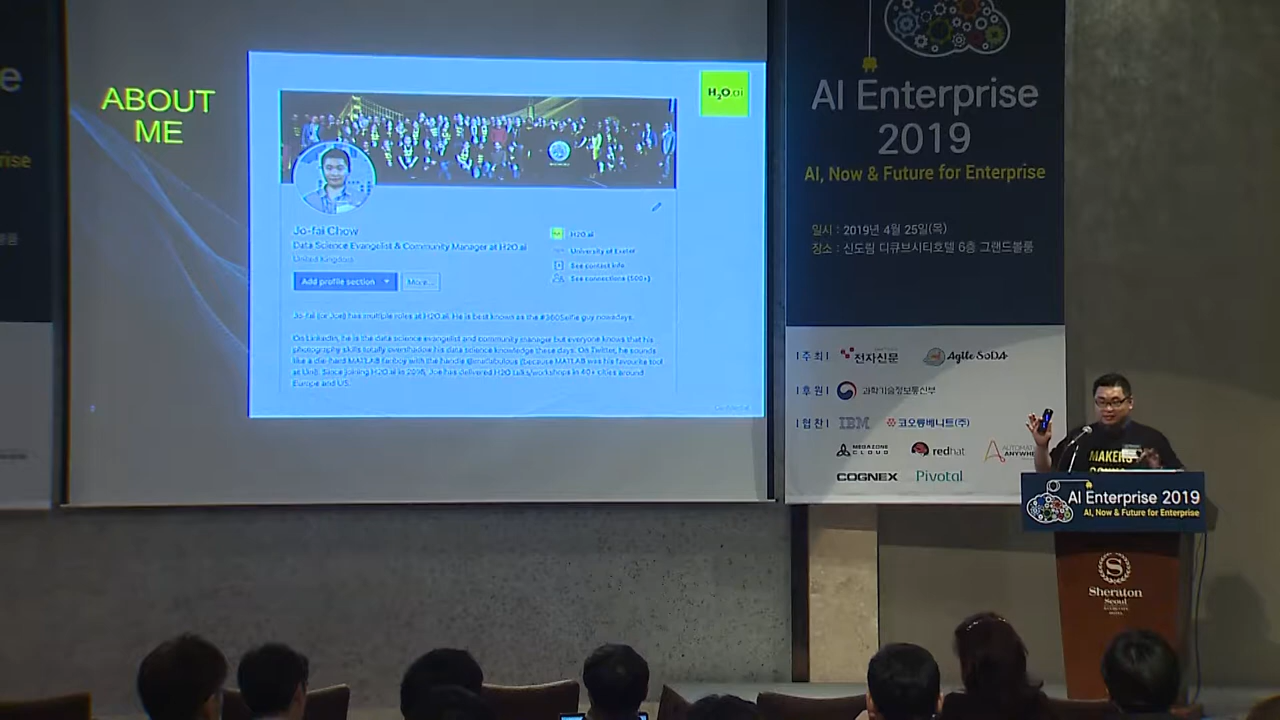 e
rise
ABOUT
ME
H2O.ai
Jo-fai Chow
Data Science Evangelist & Community Manager at H2O.ai
United Kingdom
Add profile section
More...
H2O.ai
University of Exeter
See contact info
See connections (500+)
Jo-fai (or Joe) has multiple roles at H2O.ai. He is best known as the #360Selfie guy nowadays.
On LinkedIn, he is the data science evangelist and community manager but everyone knows that his
photography skills totally overshadow his data science knowledge these days. On Twitter, he sounds
like a die-hard MATLAB fanboy with the handle @matlabulous (because MATLAB was his favourite tool
at Uni). Since joining H2O.ai in 2016, Joe has delivered H2O talks/workshops in 40+ cities around
Europe and US.
Confidential
AI Enterprise
2019
AI, Now & Future for Enterprise
일시 : 2019년 4월 25일(목)
장소 : 신도림 디큐브시티호텔 6층 그랜드볼룸
| 주 최 | 전자신문 Agile SoDA
| 후 원 | 과학기술정보통신부
| 협 찬 | IBM 코오롱베니트(주)
MEGAZONE CLOUD redhat AUTOMATION ANYWHERE
COGNEX Pivotal
MAKERS
AI Enterprise 2019
AI, Now & Future for Enterprise
S
Sheraton
Seoul